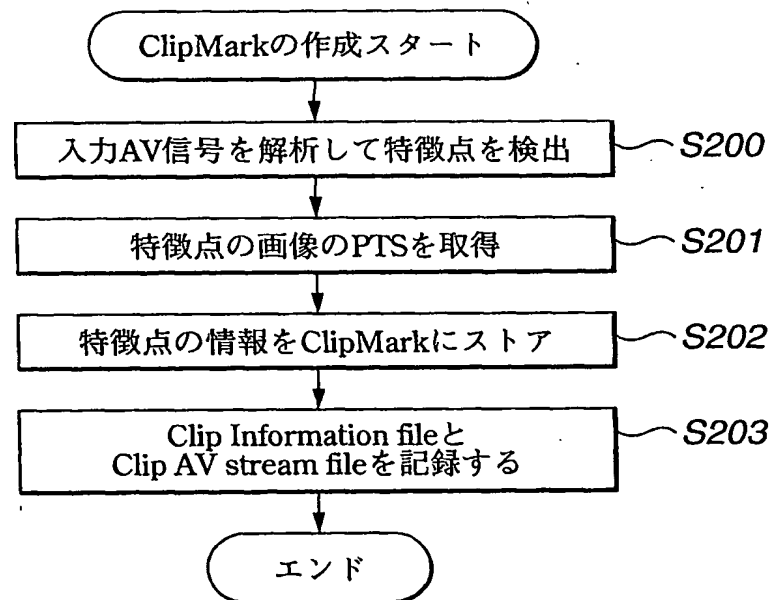 ClipMarkの作成スタート
入力AV信号を解析して特徴点を検出
S200
特徴点の画像のPTSを取得
S201
特徴点の情報をClipMarkにストア
S202
Clip Information fileと
Clip AV stream fileを記録する
S203
エンド